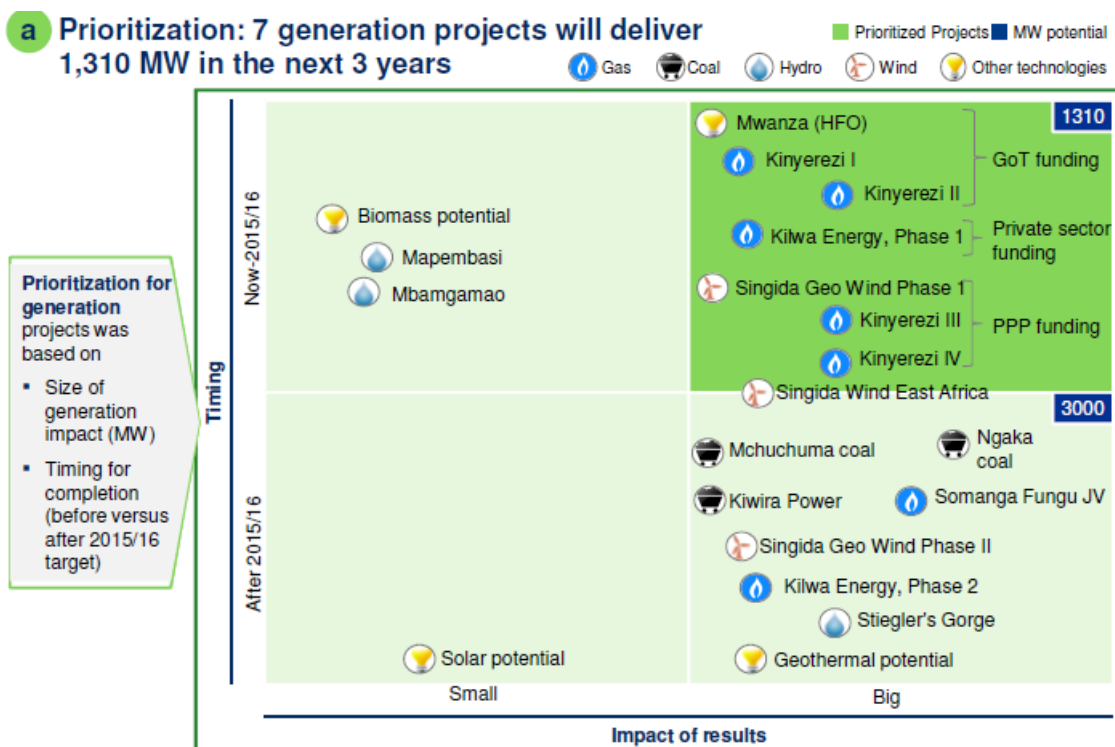 a Prioritization: 7 generation projects will deliver
1,310 MW in the next 3 years
Prioritized Projects MW potential
Gas Coal Hydro Wind Other technologies
Prioritization for
generation
projects was
based on
▪ Size of
generation
impact (MW)
▪ Timing for
completion
(before versus
after 2015/16
target)
Timing
Now-2015/16
After 2015/16
Biomass potential
Mapembasi
Mbamgamao
1310
Mwanza (HFO)
Kinyerezi I
Kinyerezi II
GoT funding
Kilwa Energy, Phase 1
Private sector
funding
Singida Geo Wind Phase 1
Kinyerezi III
Kinyerezi IV
PPP funding
Singida Wind East Africa
3000
Mchuchuma coal
Ngaka
coal
Kiwira Power
Somanga Fungu JV
Singida Geo Wind Phase II
Kilwa Energy, Phase 2
Stiegler's Gorge
Solar potential
Geothermal potential
Small
Big
Impact of results